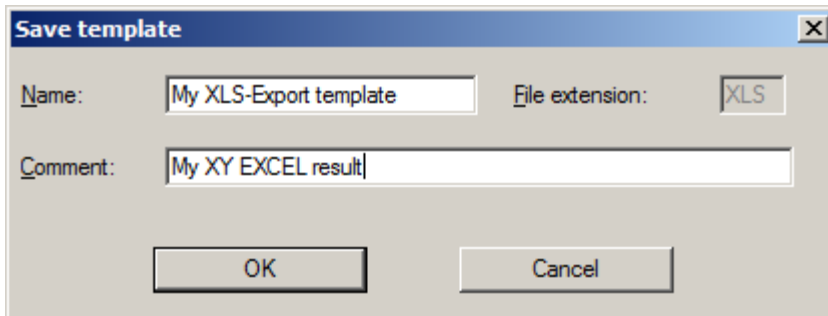 Save template
Name: My XLS-Export template File extension: XLS
Comment: My XY EXCEL result
OK Cancel